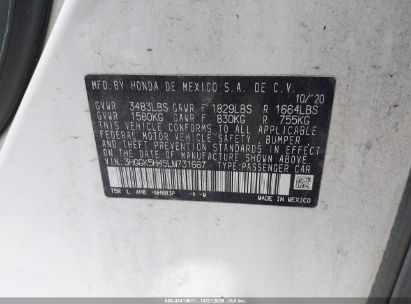 MFD.BY HONDA DE MEXICO S.A. DE C.V.
10/'20
GVWR 3483LBS GAWR F 1829LBS R 1664LBS
GVWR 1580KG GAWR F 830KG R 755KG
THIS VEHICLE CONFORMS TO ALL APPLICABLE
FEDERAL MOTOR VEHICLE SAFETY, BUMPER
AND THEFT PREVENTION STANDARDS IN EFFECT
ON THE DATE OF MANUFACTURE SHOWN ABOVE.
V.I.N. TYPE:PASSENGER CAR
MADE IN MEXICO